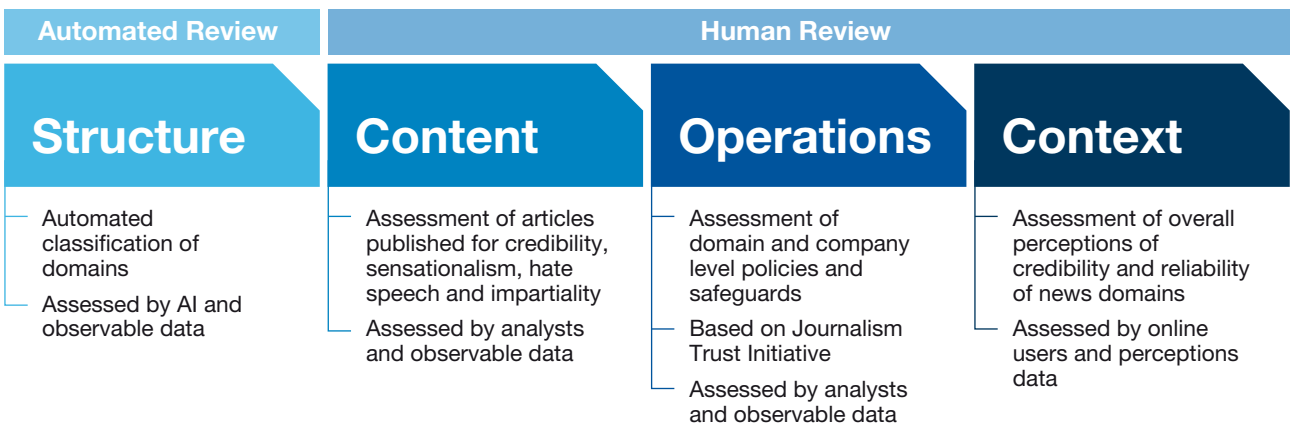 Automated Review
Human Review
Structure
Content
Operations
Context
Automated
classification of
domains
Assessed by AI and
observable data
Assessment of articles
published for credibility,
sensationalism, hate
speech and impartiality
Assessed by analysts
and observable data
Assessment of
domain and company
level policies and
safeguards
Based on Journalism
Trust Initiative
Assessed by analysts
and observable data
Assessment of overall
perceptions of
credibility and reliability
of news domains
Assessed by online
users and perceptions
data